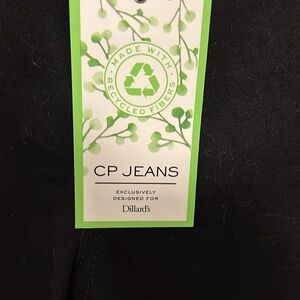 MADE WITH
RECYCLED FIBERS
CP JEANS
EXCLUSIVELY
DESIGNED FOR
Dillard's